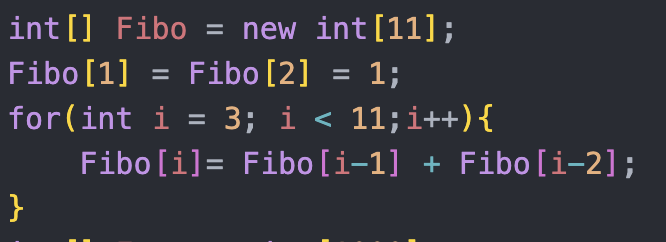 int[] Fibo = new int[11];
Fibo[1] = Fibo[2] = 1;
for(int i = 3; i < 11;i++){
    Fibo[i]= Fibo[i-1] + Fibo[i-2];
}